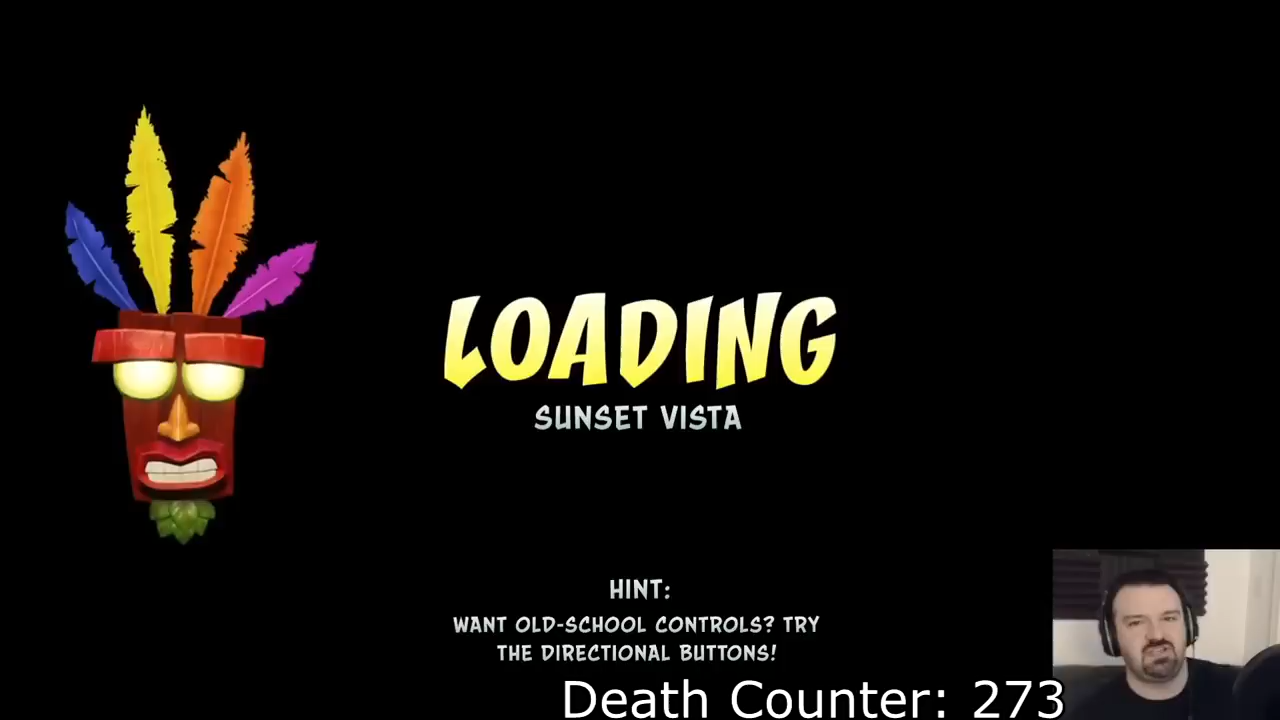 LOADING
SUNSET VISTA
HINT:
WANT OLD-SCHOOL CONTROLS? TRY
THE DIRECTIONAL BUTTONS!
Death Counter: 273